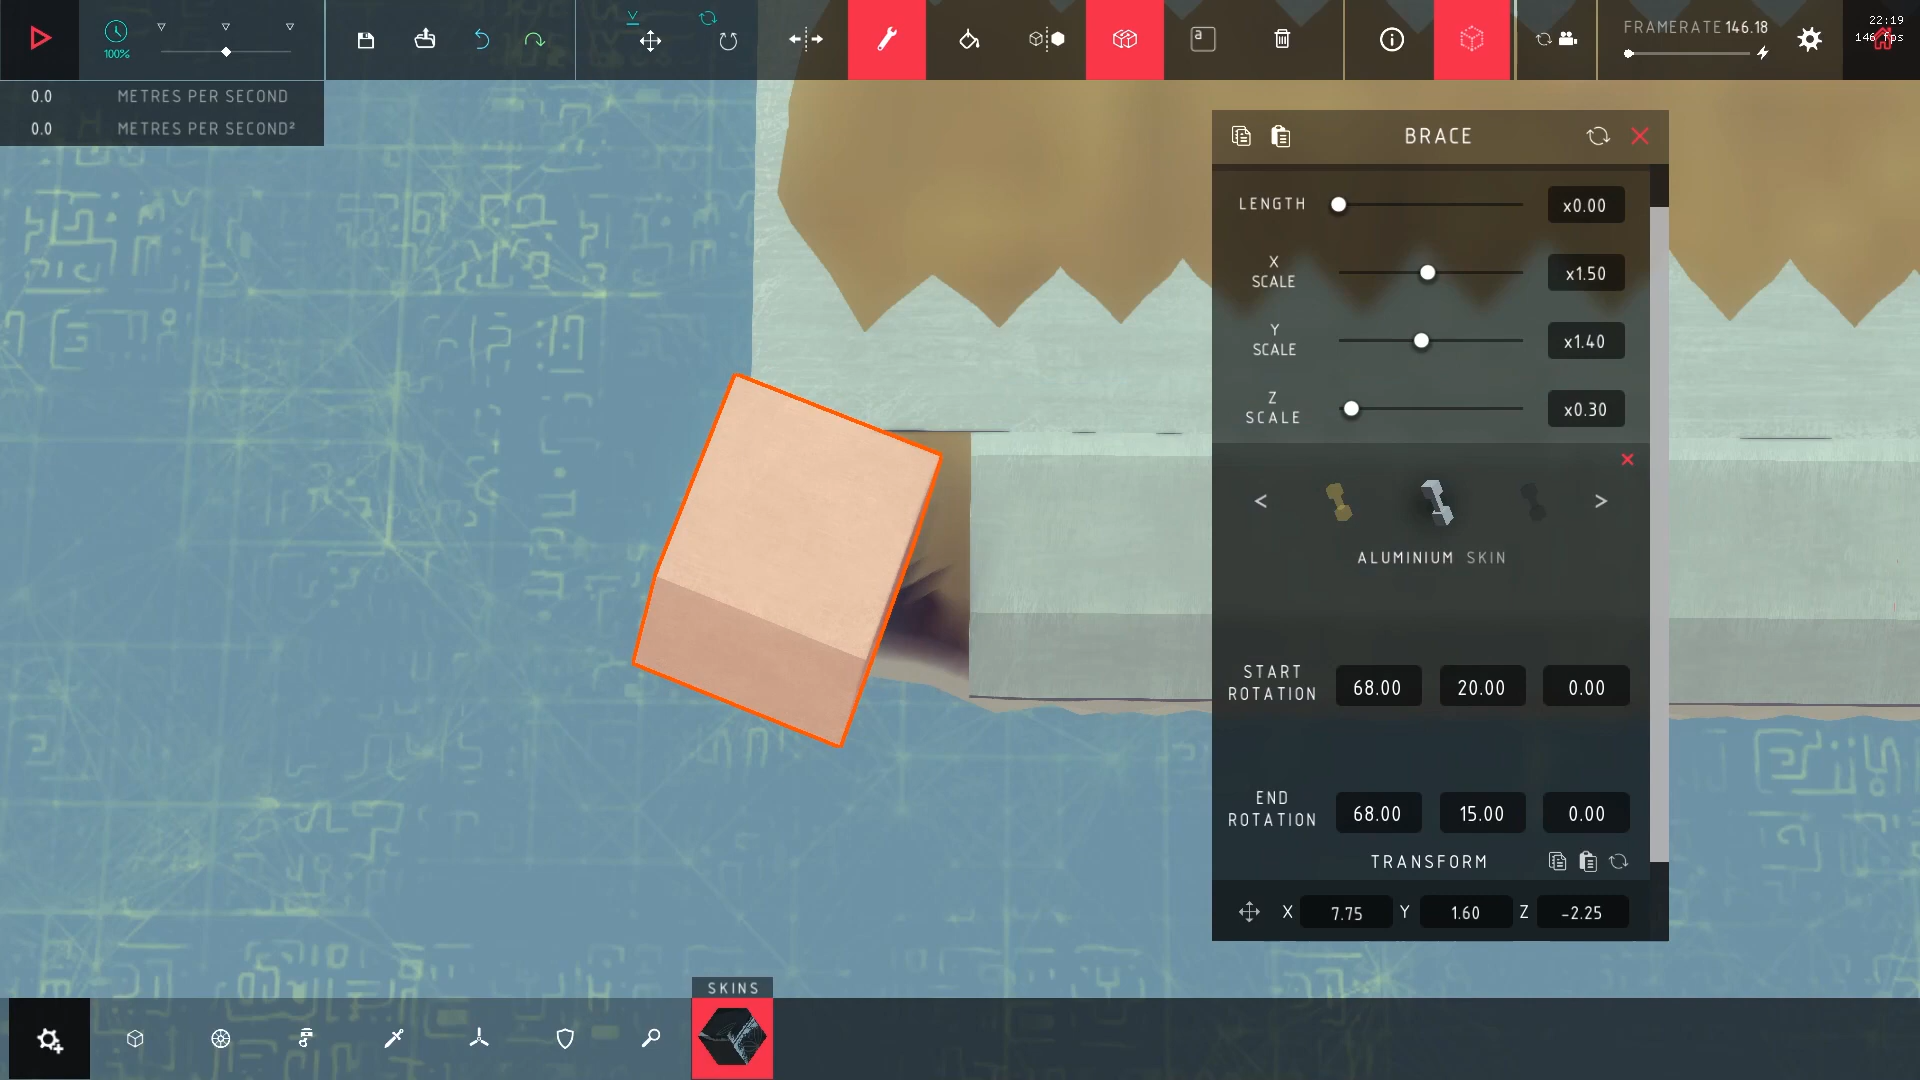 22:19
FRAMERATE 146.18
146 fps
100%
a
0.0 METRES PER SECOND
0.0 METRES PER SECOND²
BRACE
LENGTH x0.00
X SCALE x1.50
Y SCALE x1.40
Z SCALE x0.30
< >
ALUMINIUM SKIN
START ROTATION 68.00 20.00 0.00
END ROTATION 68.00 15.00 0.00
TRANSFORM
X 7.75 Y 1.60 Z -2.25
SKINS